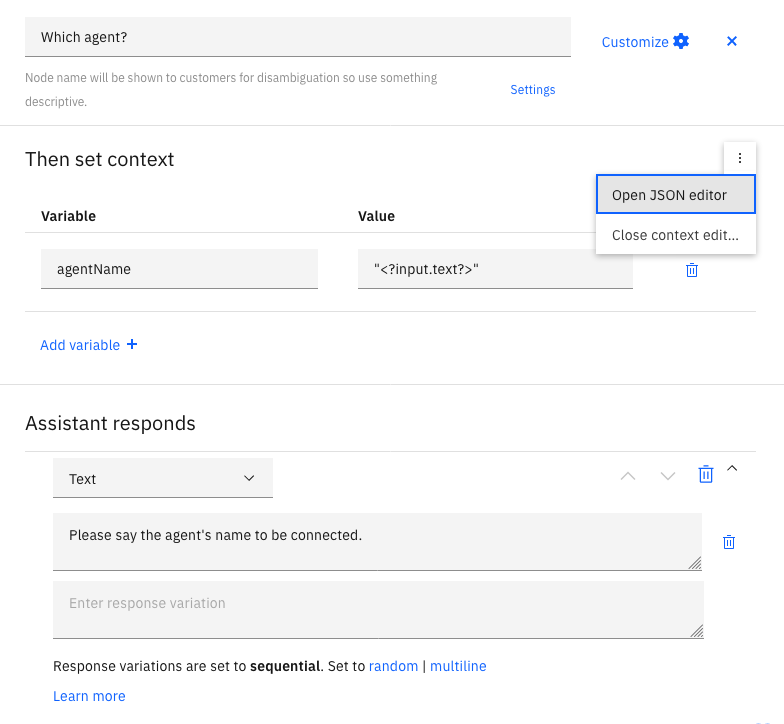 Which agent?
Customize
Node name will be shown to customers for disambiguation so use something
descriptive.
Settings
Then set context
Open JSON editor
Close context edit...
Variable
Value
agentName
"<?input.text?>"
Add variable +
Assistant responds
Text
Please say the agent's name to be connected.
Enter response variation
Response variations are set to sequential. Set to random | multiline
Learn more